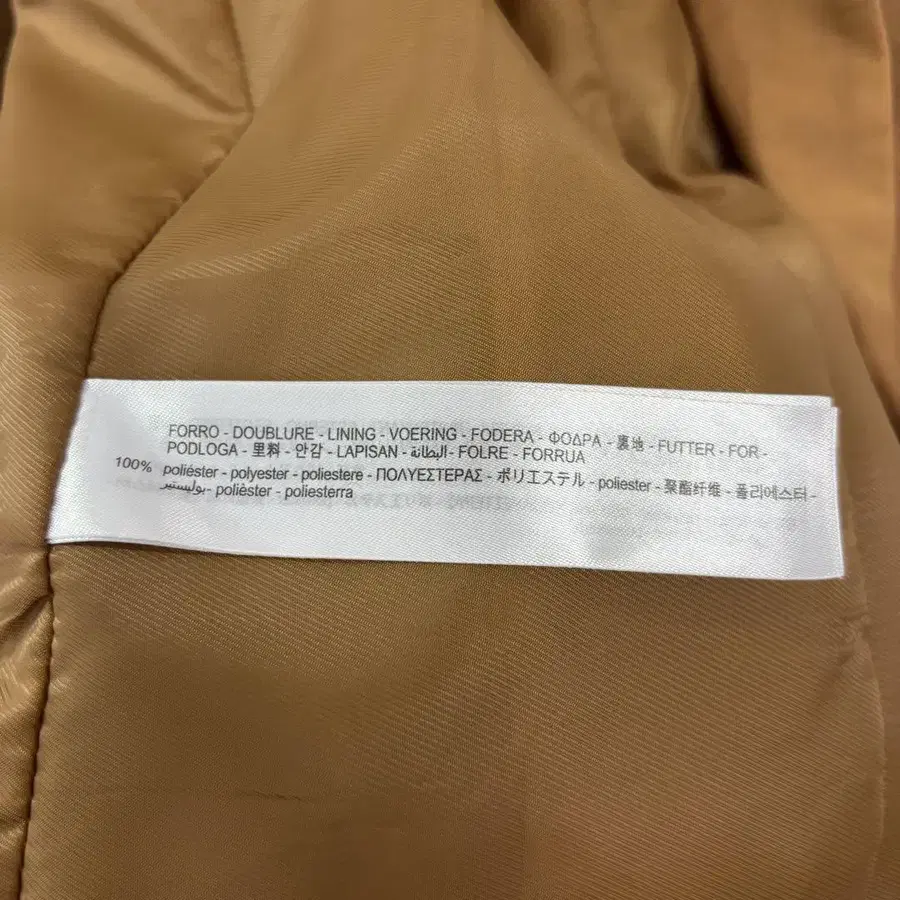 FORRO - DOUBLURE - LINING - VOERING - FODERA - ΦΟΔΡΑ - 裏地 - FUTTER - FOR -
PODLOGA - 里料 - 안감 - LAPISAN - البطانة - FOLRE - FORRUA
100% poliéster - polyester - poliestere - ΠΟΛΥΕΣΤΕΡΑΣ - ポリエステル - poliester - 聚酯纤维 - 폴리에스터 -
بوليستير - polièster - poliesterra